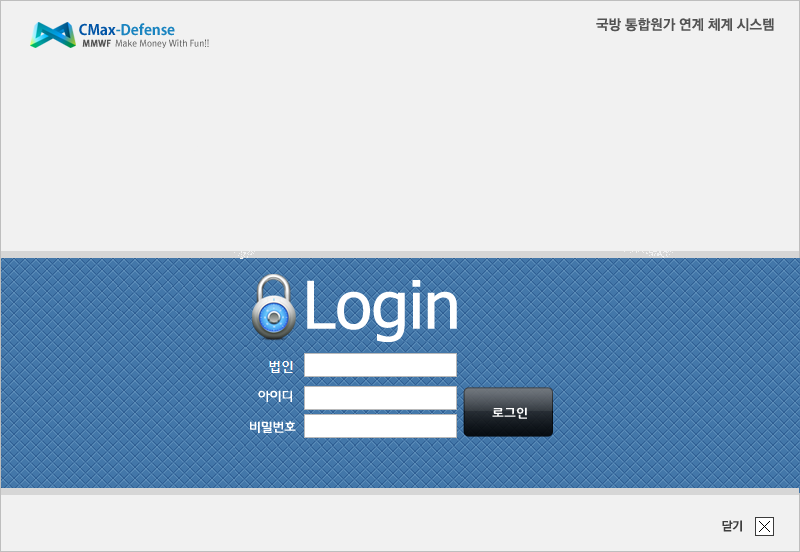 CMax-Defense
MMWF Make Money With Fun!!
국방 통합원가 연계 체계 시스템
Login
법인
아이디
비밀번호
로그인
닫기